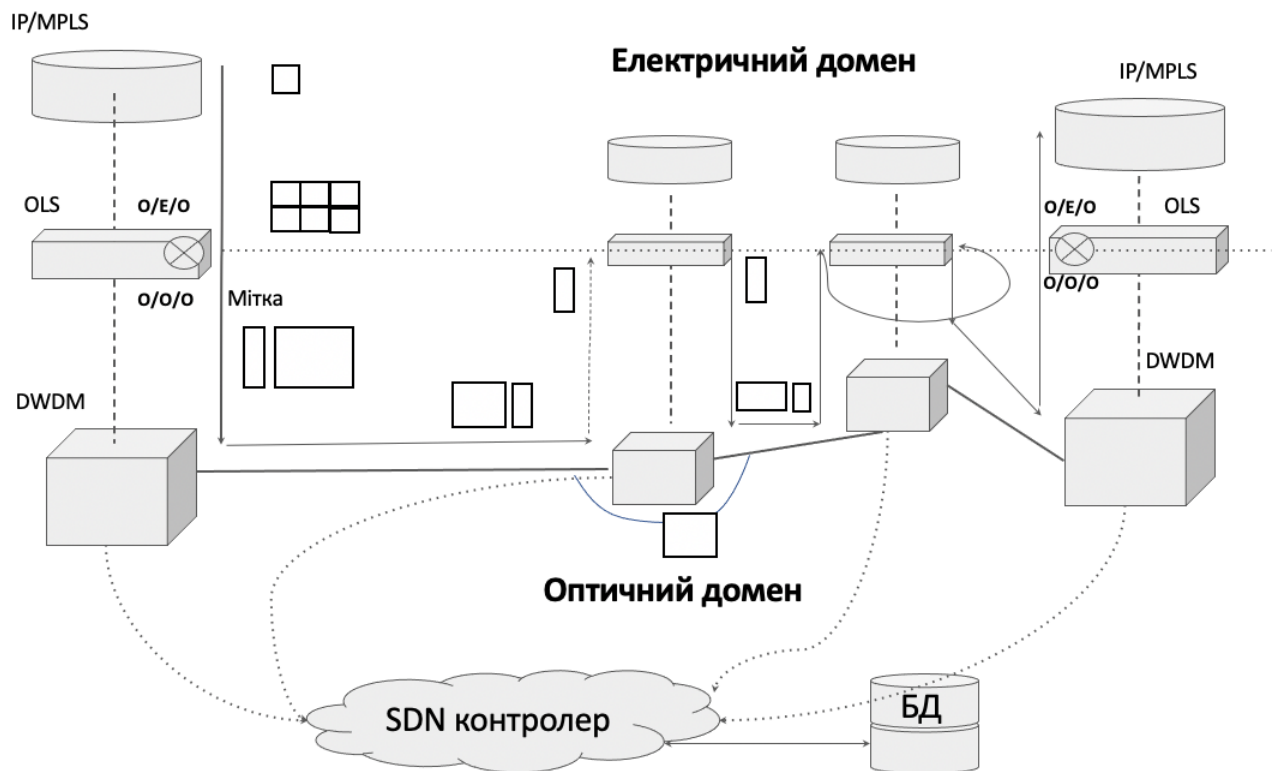 IP/MPLS
Електричний домен
IP/MPLS
OLS
O/E/O
O/E/O
OLS
O/O/O
O/O/O
Мітка
DWDM
DWDM
Оптичний домен
SDN контролер
БД